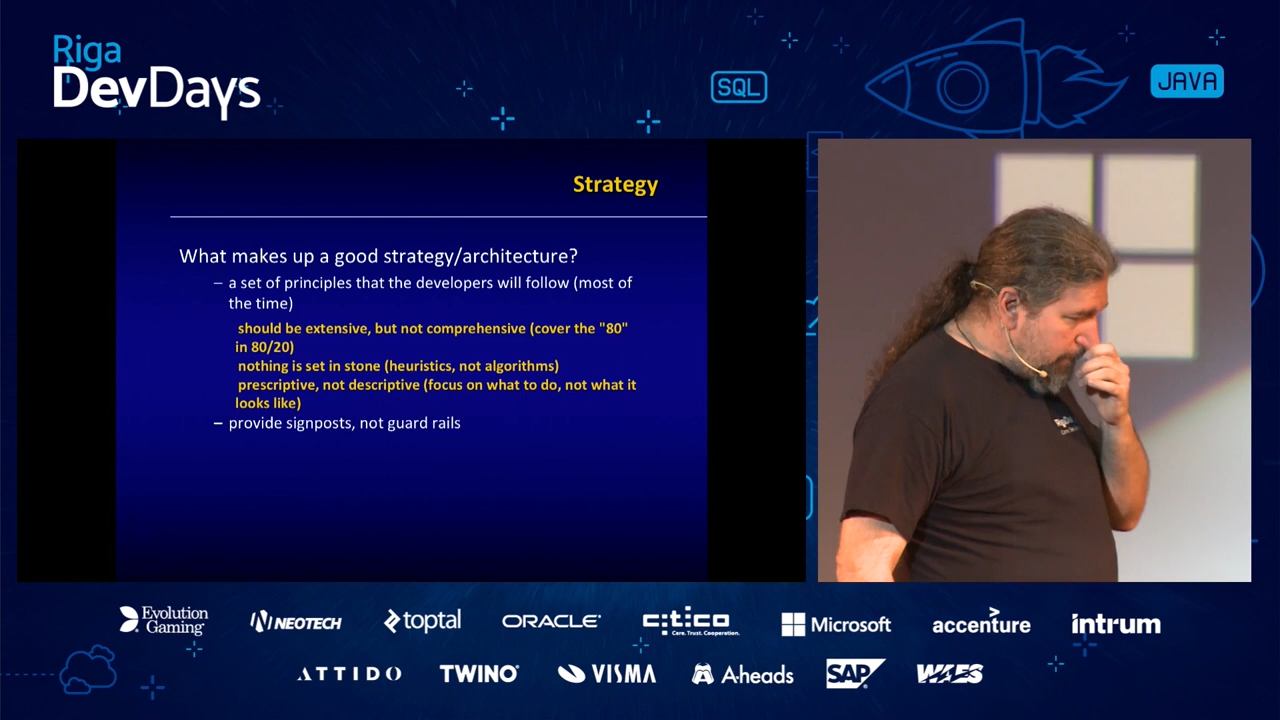 Riga
DevDays
SQL
JAVA
Strategy
What makes up a good strategy/architecture?
– a set of principles that the developers will follow (most of
the time)
should be extensive, but not comprehensive (cover the "80"
in 80/20)
nothing is set in stone (heuristics, not algorithms)
prescriptive, not descriptive (focus on what to do, not what it
looks like)
– provide signposts, not guard rails
Evolution Gaming
NEOTECH
toptal
ORACLE
citico
Care. Trust. Cooperation.
Microsoft
accenture
intrum
ATTIDO
TWINO
VISMA
A-heads
SAP
WAES